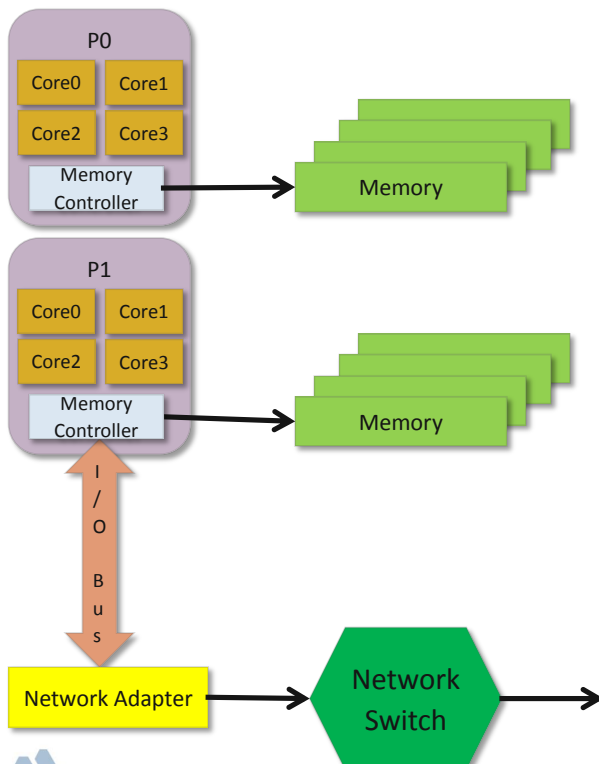 P0
Core0
Core1
Core2
Core3
Memory
Controller
Memory
P1
Core0
Core1
Core2
Core3
Memory
Controller
Memory
I
/
O
B
u
s
Network Adapter
Network
Switch